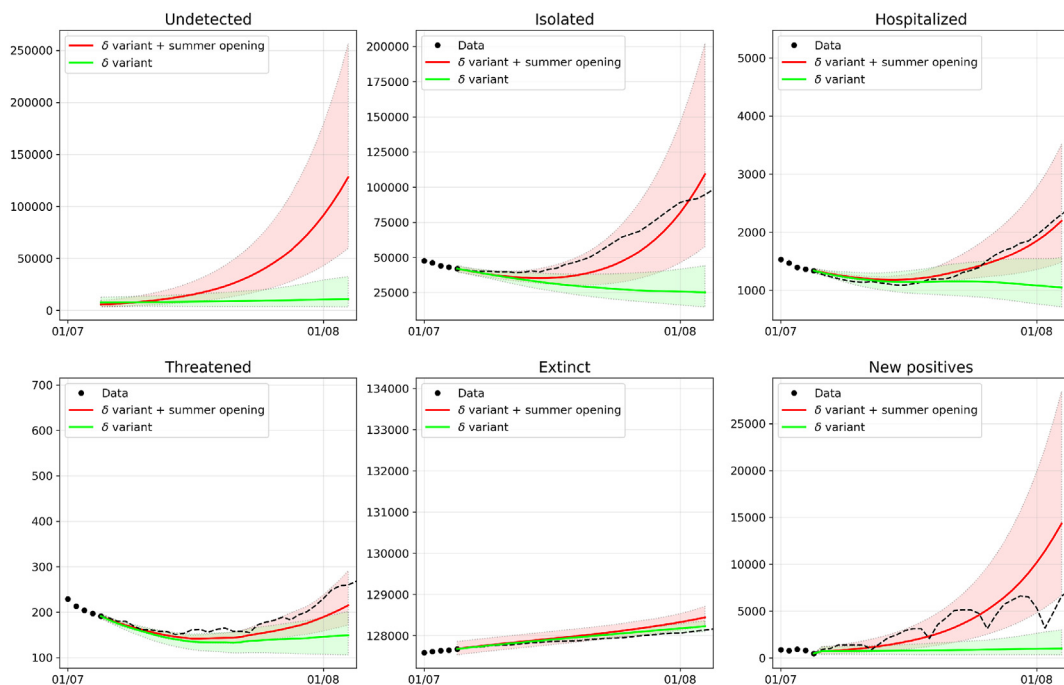 Undetected
δ variant + summer opening
δ variant
250000
200000
150000
100000
50000
0
01/07
01/08
Isolated
Data
δ variant + summer opening
δ variant
200000
175000
150000
125000
100000
75000
50000
25000
01/07
01/08
Hospitalized
Data
δ variant + summer opening
δ variant
5000
4000
3000
2000
1000
01/07
01/08
Threatened
Data
δ variant + summer opening
δ variant
700
600
500
400
300
200
100
01/07
01/08
Extinct
Data
δ variant + summer opening
δ variant
134000
133000
132000
131000
130000
129000
128000
01/07
01/08
New positives
Data
δ variant + summer opening
δ variant
25000
20000
15000
10000
5000
0
01/07
01/08